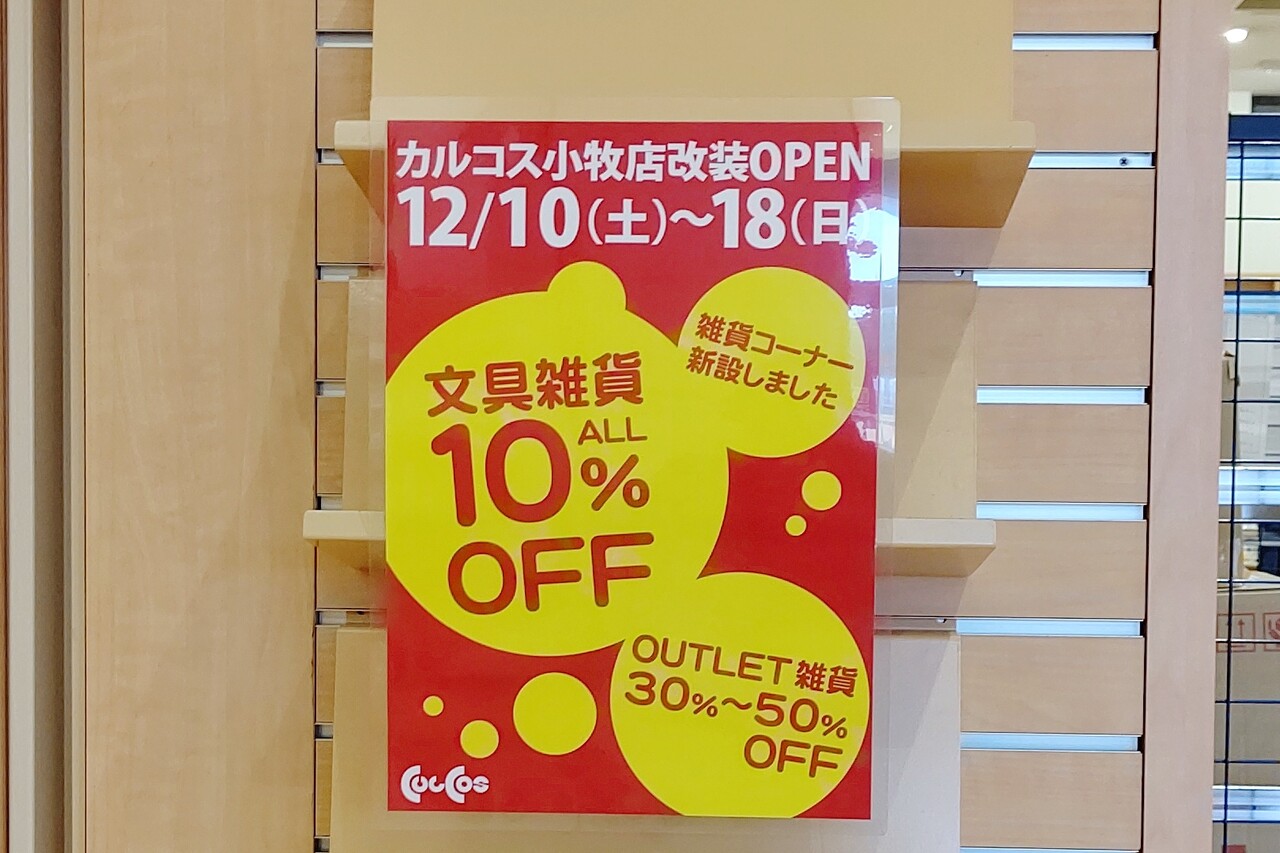 カルコス小牧店改装OPEN
12/10(土)～18(日)
雑貨コーナー
新設しました
文具雑貨
ALL
10%
OFF
OUTLET雑貨
30%～50%
OFF
CULCOS